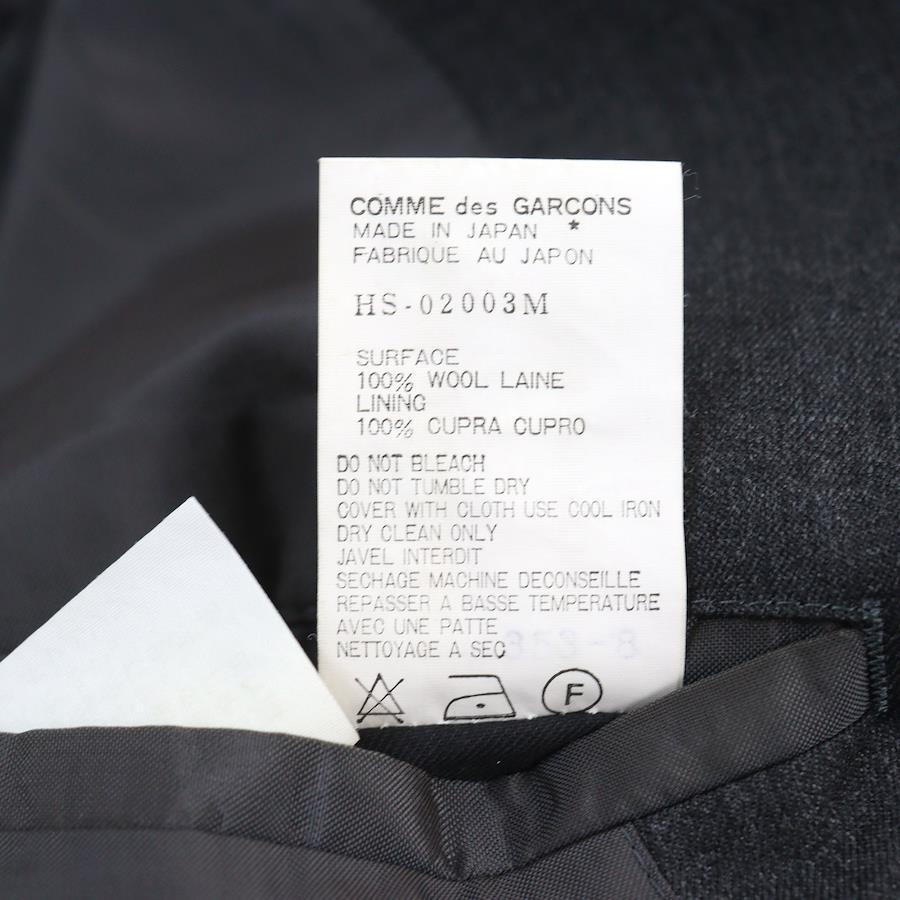 COMME des GARCONS
MADE IN JAPAN *
FABRIQUE AU JAPON
HS-02003M
SURFACE
100% WOOL LAINE
LINING
100% CUPRA CUPRO
DO NOT BLEACH
DO NOT TUMBLE DRY
COVER WITH CLOTH USE COOL IRON
DRY CLEAN ONLY
JAVEL INTERDIT
SECHAGE MACHINE DECONSEILLE
REPASSER A BASSE TEMPERATURE
AVEC UNE PATTE
NETTOYAGE A SEC
F